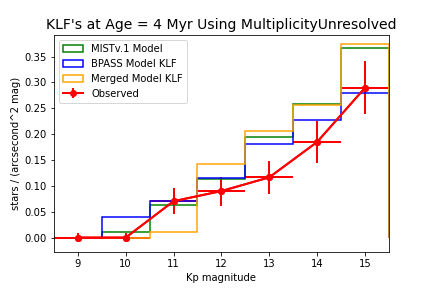 KLF's at Age = 4 Myr Using MultiplicityUnresolved
MISTv.1 Model
BPASS Model KLF
Merged Model KLF
Observed
stars / (arcsecond^2 mag)
0.35
0.30
0.25
0.20
0.15
0.10
0.05
0.00
9 10 11 12 13 14 15
Kp magnitude